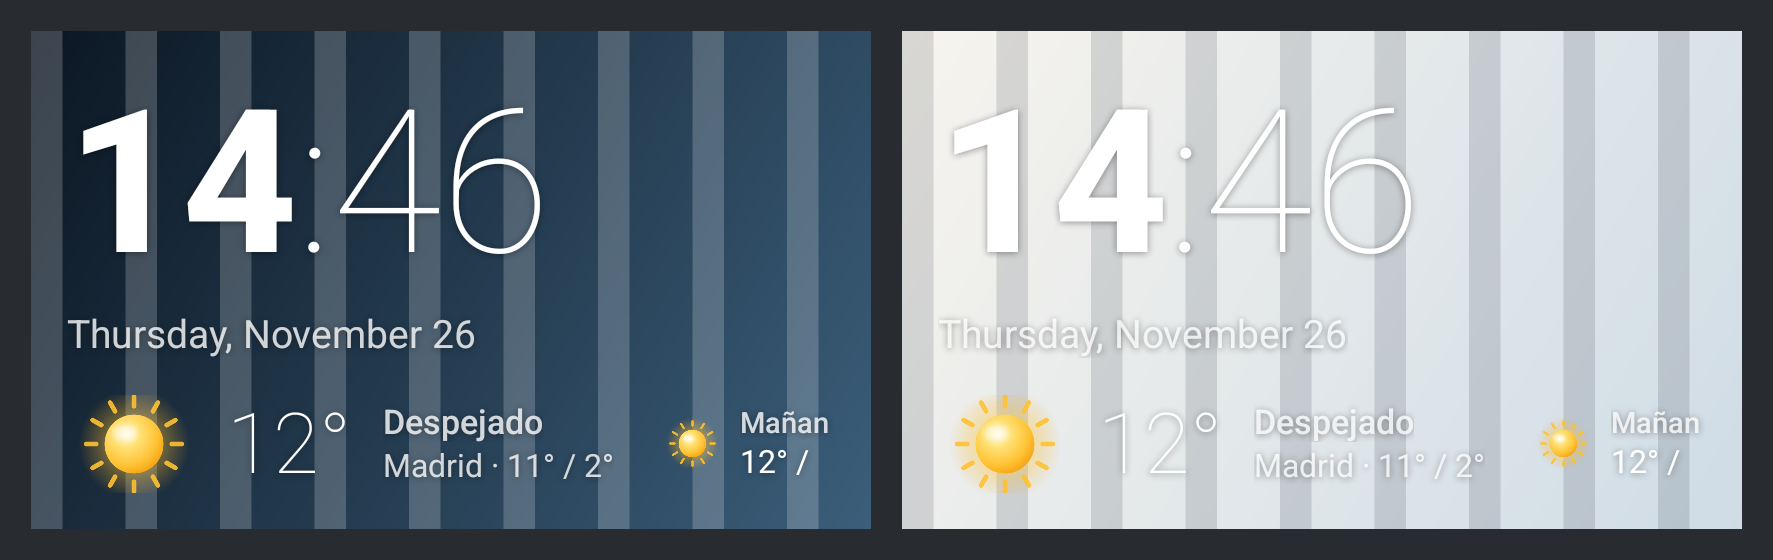 14:46
Thursday, November 26
12°
Despejado
Madrid · 11° / 2°
Mañan
12° /
14:46
Thursday, November 26
12°
Despejado
Madrid · 11° / 2°
Mañan
12° /